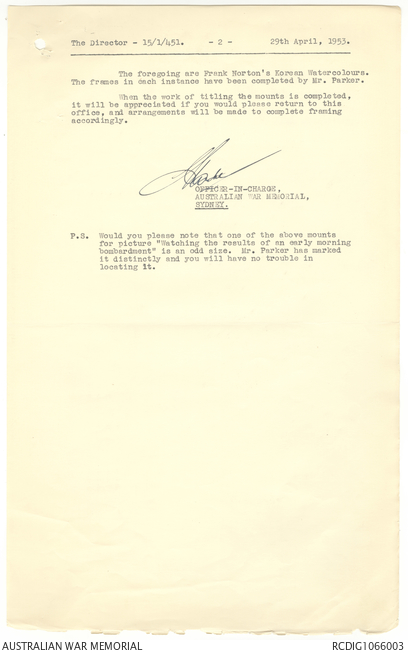 The Director - 15/1/451. - 2 - 29th April, 1953.
The foregoing are Frank Norton's Korean Watercolours.
The frames in each instance have been completed by Mr. Parker.
When the work of titling the mounts is completed,
it will be appreciated if you would please return to this
office, and arrangements will be made to complete framing
accordingly.
OFFICER-IN-CHARGE,
AUSTRALIAN WAR MEMORIAL,
SYDNEY.
P.S. Would you please note that one of the above mounts
for picture "Watching the results of an early morning
bombardment" is an odd size. Mr. Parker has marked
it distinctly and you will have no trouble in
locating it.
AUSTRALIAN WAR MEMORIAL
RCDIG1066003